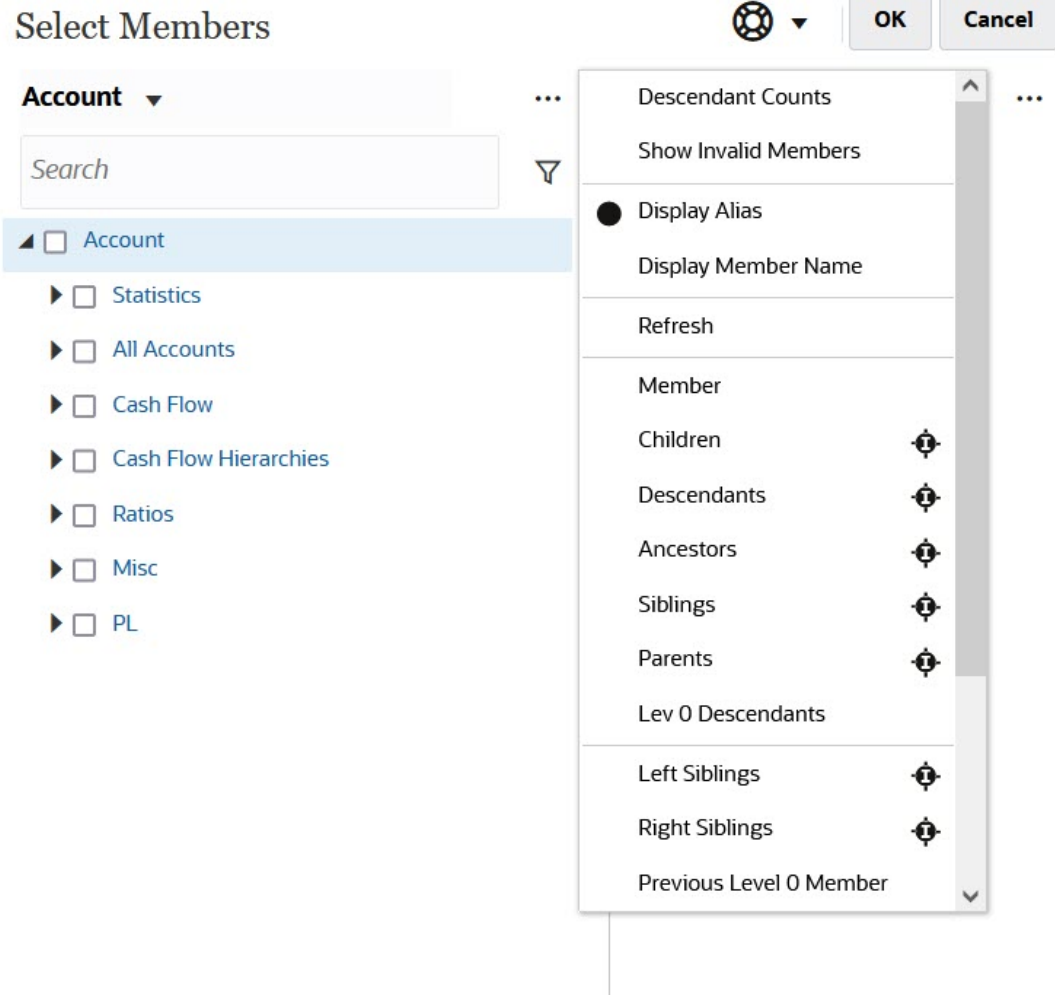 Select Members
OK
Cancel
Account
...
Search
Account
Statistics
All Accounts
Cash Flow
Cash Flow Hierarchies
Ratios
Misc
PL
Descendant Counts
Show Invalid Members
Display Alias
Display Member Name
Refresh
Member
Children
Descendants
Ancestors
Siblings
Parents
Lev 0 Descendants
Left Siblings
Right Siblings
Previous Level 0 Member
...